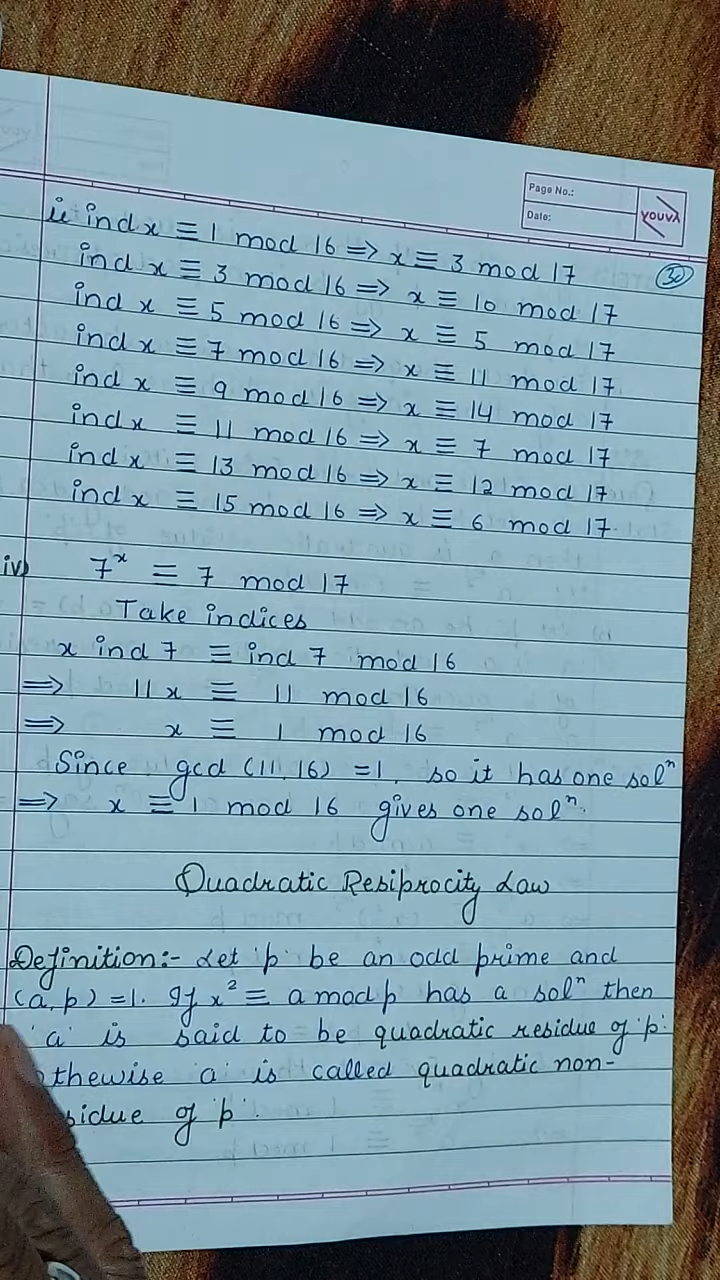 Page No.:
Date:
YOUVA
30
ii ind x ≡ 1 mod 16 ⇒ x ≡ 3 mod 17
ind x ≡ 3 mod 16 ⇒ x ≡ 10 mod 17
ind x ≡ 5 mod 16 ⇒ x ≡ 5 mod 17
ind x ≡ 7 mod 16 ⇒ x ≡ 11 mod 17
ind x ≡ 9 mod 16 ⇒ x ≡ 14 mod 17
ind x ≡ 11 mod 16 ⇒ x ≡ 7 mod 17
ind x ≡ 13 mod 16 ⇒ x ≡ 12 mod 17
ind x ≡ 15 mod 16 ⇒ x ≡ 6 mod 17.
iv) 7^x ≡ 7 mod 17
Take indices
x ind 7 ≡ ind 7 mod 16
⇒ 11x ≡ 11 mod 16
⇒ x ≡ 1 mod 16
Since gcd (11, 16) = 1, so it has one solⁿ
⇒ x ≡ 1 mod 16 gives one solⁿ.
Quadratic Resiprocity Law
Definition:- Let 'p' be an odd prime and
(a, p) = 1. If x² ≡ a mod p has a solⁿ then
'a' is said to be quadratic residue of 'p'.
thewise a is called quadratic non-
sidue of 'p'.